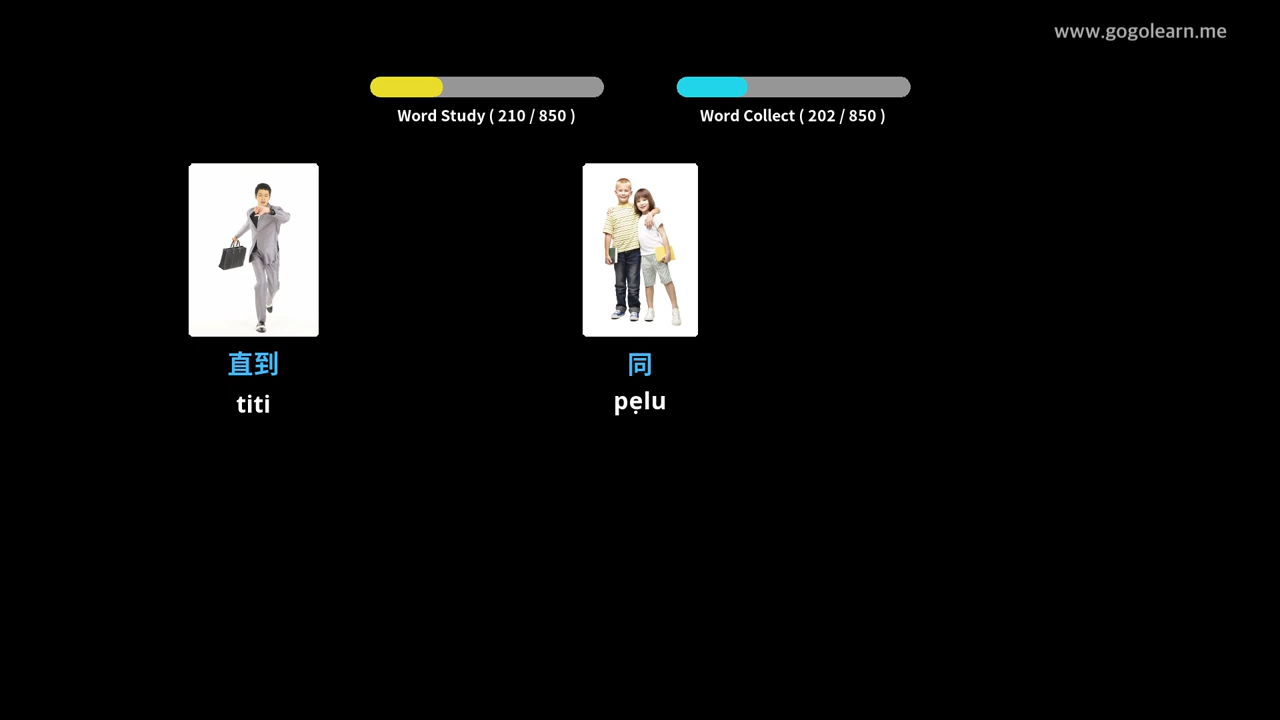 www.gogolearn.me
Word Study ( 210 / 850 )
Word Collect ( 202 / 850 )
直到
titi
同
pẹlu